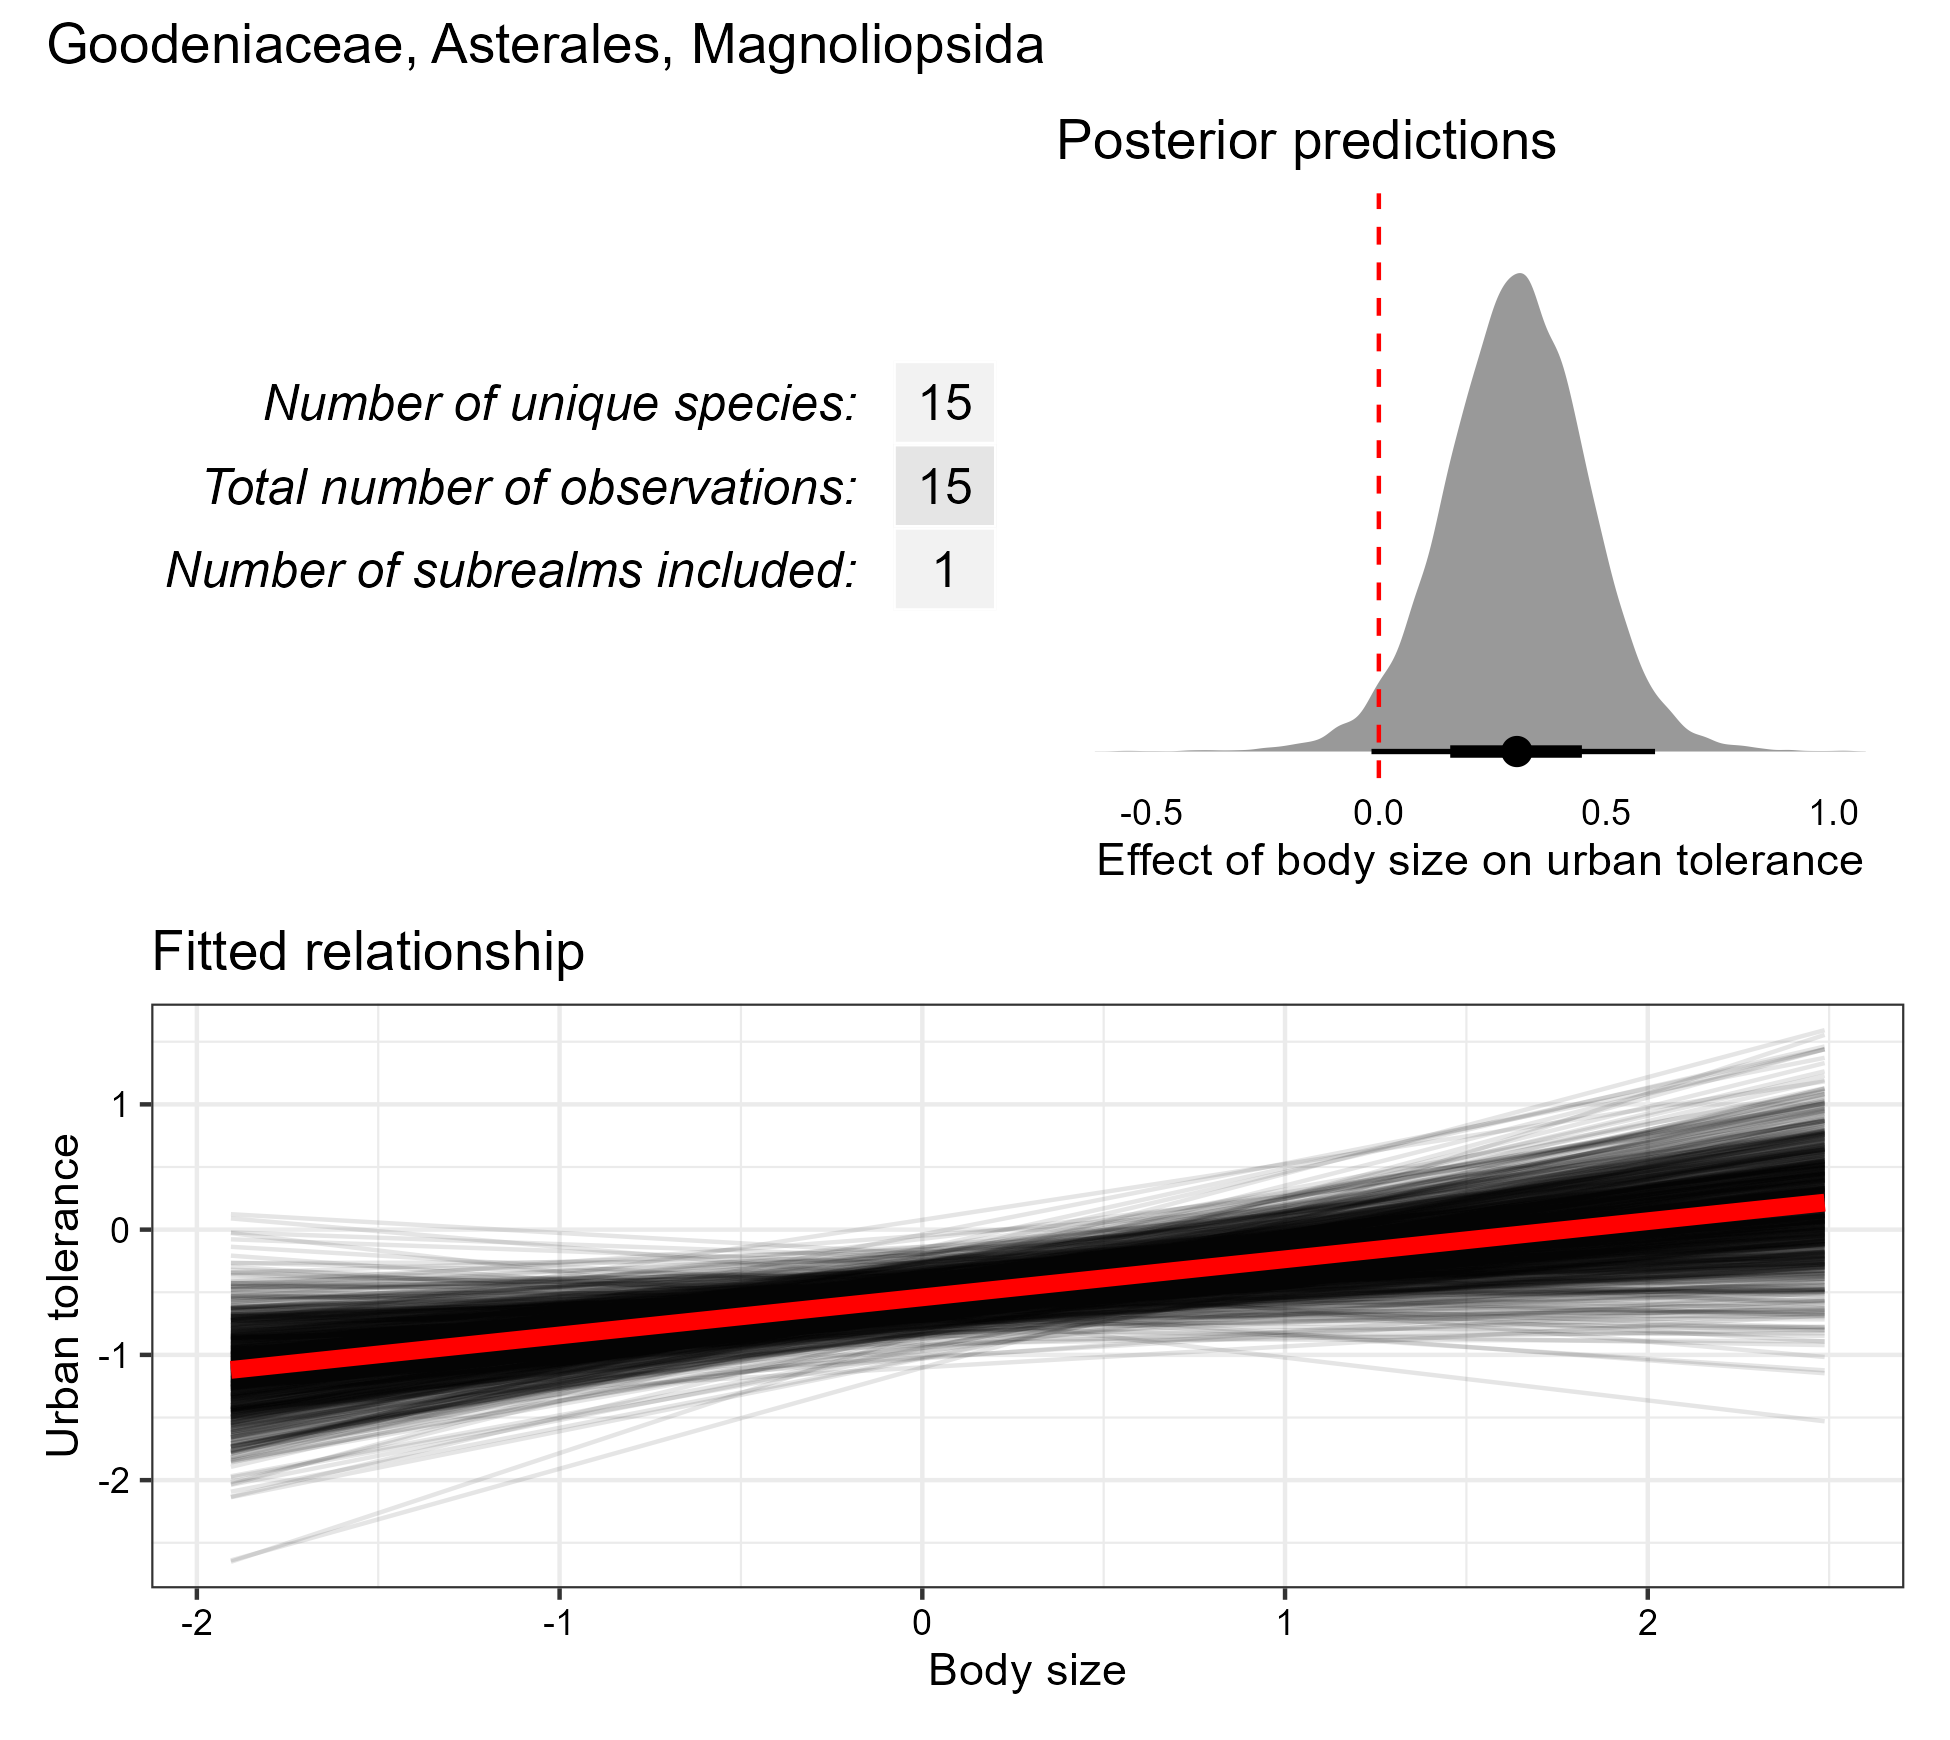 Goodeniaceae, Asterales, Magnoliopsida
Posterior predictions
Number of unique species: 15
Total number of observations: 15
Number of subrealms included: 1
-0.5 0.0 0.5 1.0
Effect of body size on urban tolerance
Fitted relationship
Urban tolerance
1
0
-1
-2
-2 -1 0 1 2
Body size